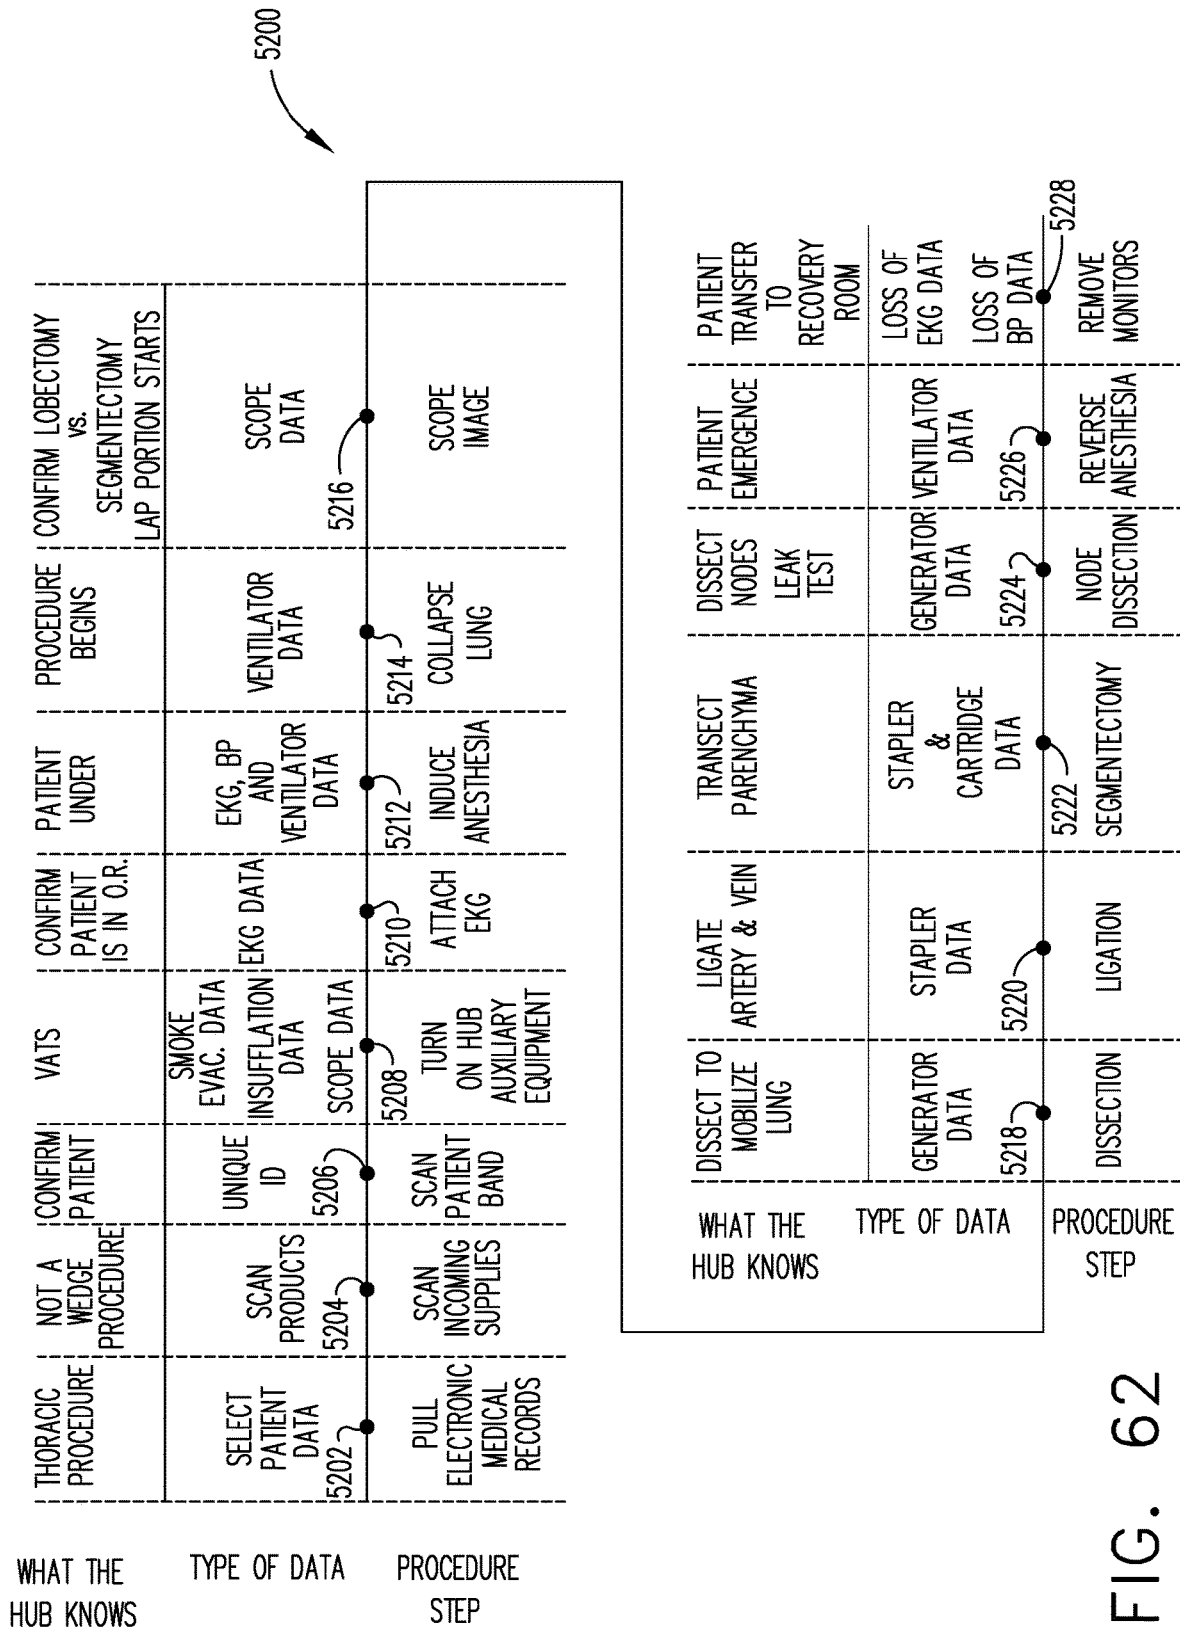 5200
WHAT THE
HUB KNOWS
THORACIC
PROCEDURE
NOT A
WEDGE
PROCEDURE
CONFIRM
PATIENT
VATS
CONFIRM
PATIENT
IS IN O.R.
PATIENT
UNDER
PROCEDURE
BEGINS
CONFIRM LOBECTOMY
vs.
SEGMENTECTOMY
LAP PORTION STARTS
TYPE OF DATA
SELECT
PATIENT
DATA
SCAN
PRODUCTS
UNIQUE
ID
SMOKE
EVAC. DATA
INSUFFLATION
DATA
SCOPE DATA
EKG DATA
EKG, BP
AND
VENTILATOR
DATA
VENTILATOR
DATA
SCOPE
DATA
5202
5204
5206
5208
5210
5212
5214
5216
PROCEDURE
STEP
PULL
ELECTRONIC
MEDICAL
RECORDS
SCAN
INCOMING
SUPPLIES
SCAN
PATIENT
BAND
TURN
ON HUB
AUXILIARY
EQUIPMENT
ATTACH
EKG
INDUCE
ANESTHESIA
COLLAPSE
LUNG
SCOPE
IMAGE
WHAT THE
HUB KNOWS
DISSECT TO
MOBILIZE
LUNG
LIGATE
ARTERY & VEIN
TRANSECT
PARENCHYMA
DISSECT
NODES
LEAK
TEST
PATIENT
EMERGENCE
PATIENT
TRANSFER
TO
RECOVERY
ROOM
TYPE OF DATA
GENERATOR
DATA
STAPLER
DATA
STAPLER
&
CARTRIDGE
DATA
GENERATOR
DATA
VENTILATOR
DATA
LOSS OF
EKG DATA
LOSS OF
BP DATA
5218
5220
5222
5224
5226
5228
PROCEDURE
STEP
DISSECTION
LIGATION
SEGMENTECTOMY
NODE
DISSECTION
REVERSE
ANESTHESIA
REMOVE
MONITORS
FIG. 62